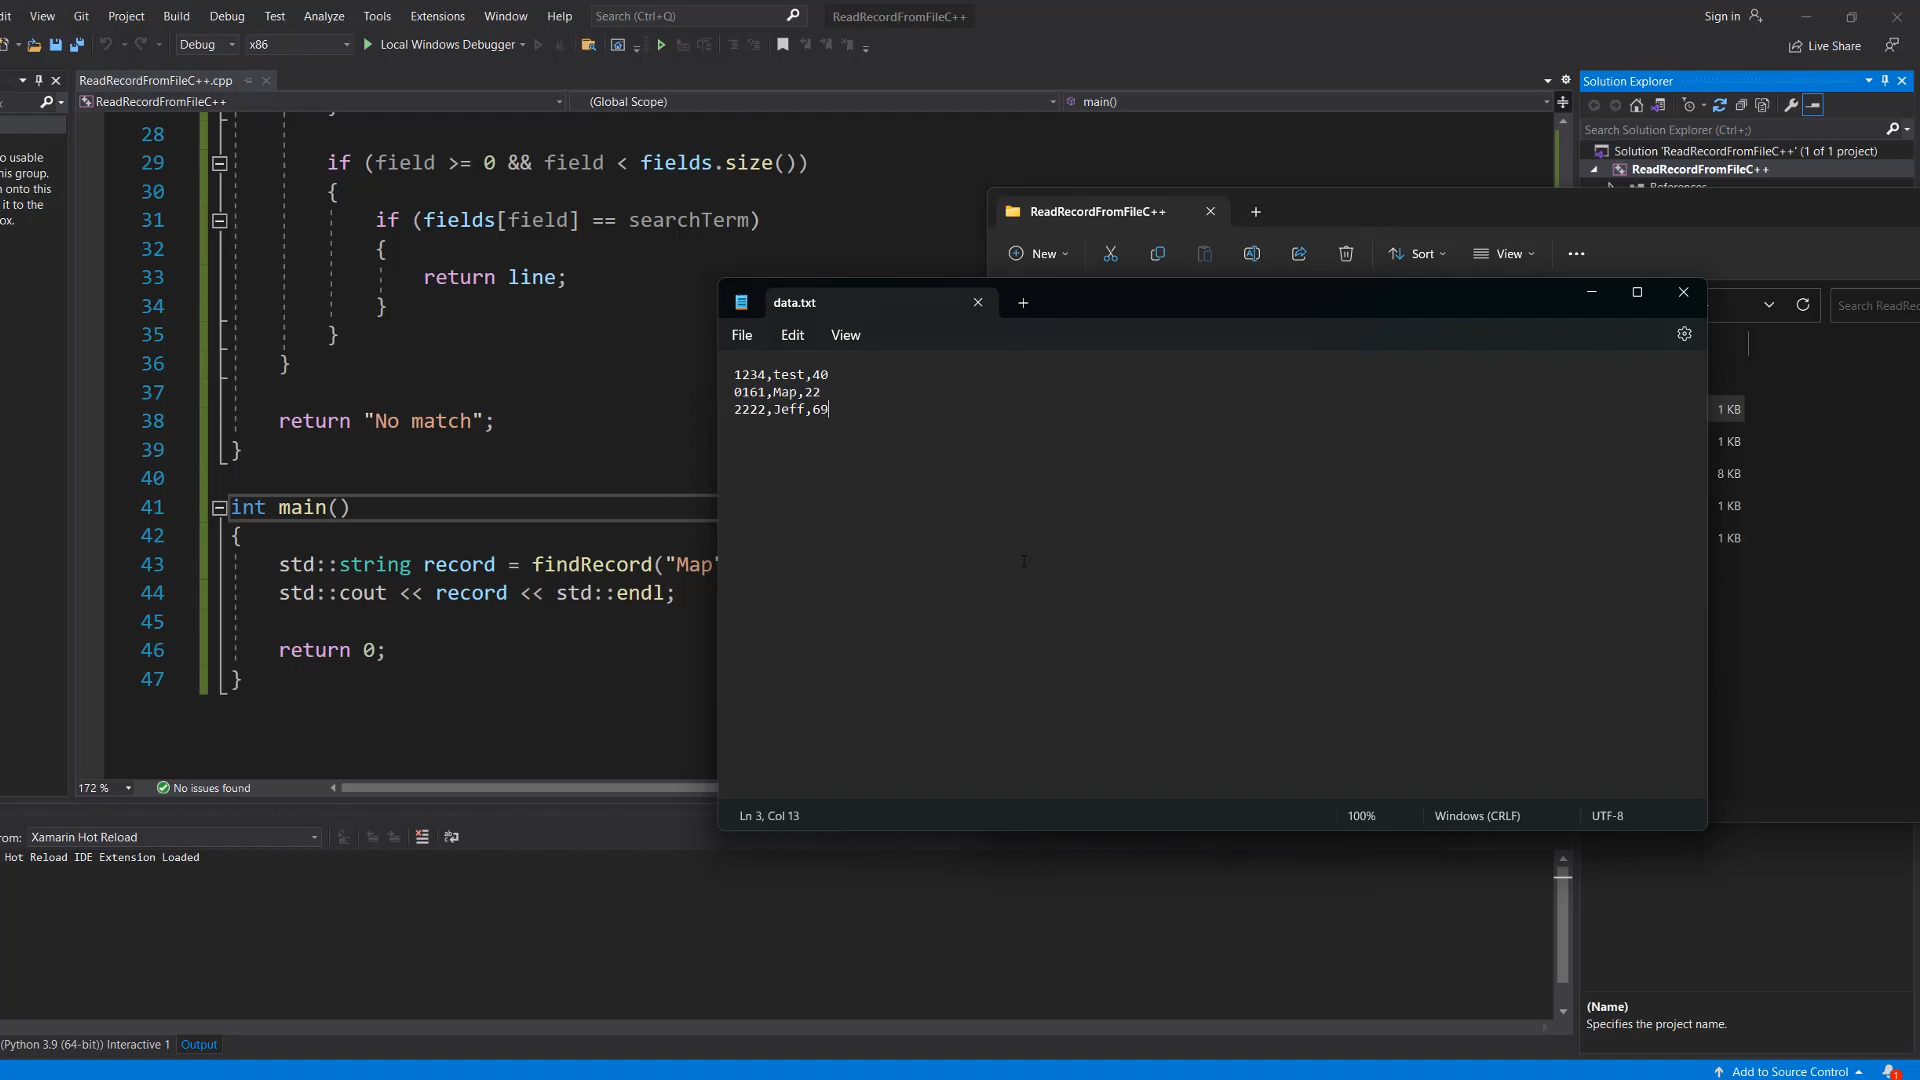 dit View Git Project Build Debug Test Analyze Tools Extensions Window Help Search (Ctrl+Q) ReadRecordFromFileC++ Sign in
Debug x86 Local Windows Debugger Live Share
ReadRecordFromFileC++.cpp
ReadRecordFromFileC++ (Global Scope) main()
o usable
his group.
n onto this
it to the
ox.
28
29 if (field >= 0 && field < fields.size())
30 {
31 if (fields[field] == searchTerm)
32 {
33 return line;
34 }
35 }
36 }
37
38 return "No match";
39 }
40
41 int main()
42 {
43 std::string record = findRecord("Map"
44 std::cout << record << std::endl;
45
46 return 0;
47 }
172 % No issues found
rom: Xamarin Hot Reload
Hot Reload IDE Extension Loaded
(Python 3.9 (64-bit)) Interactive 1 Output
Solution Explorer
Search Solution Explorer (Ctrl+;)
Solution 'ReadRecordFromFileC++' (1 of 1 project)
ReadRecordFromFileC++
References
ReadRecordFromFileC++
New Sort View
Search ReadRec
1 KB
1 KB
8 KB
1 KB
1 KB
data.txt
File Edit View
1234,test,40
0161,Map,22
2222,Jeff,69
Ln 3, Col 13 100% Windows (CRLF) UTF-8
(Name)
Specifies the project name.
Add to Source Control 1